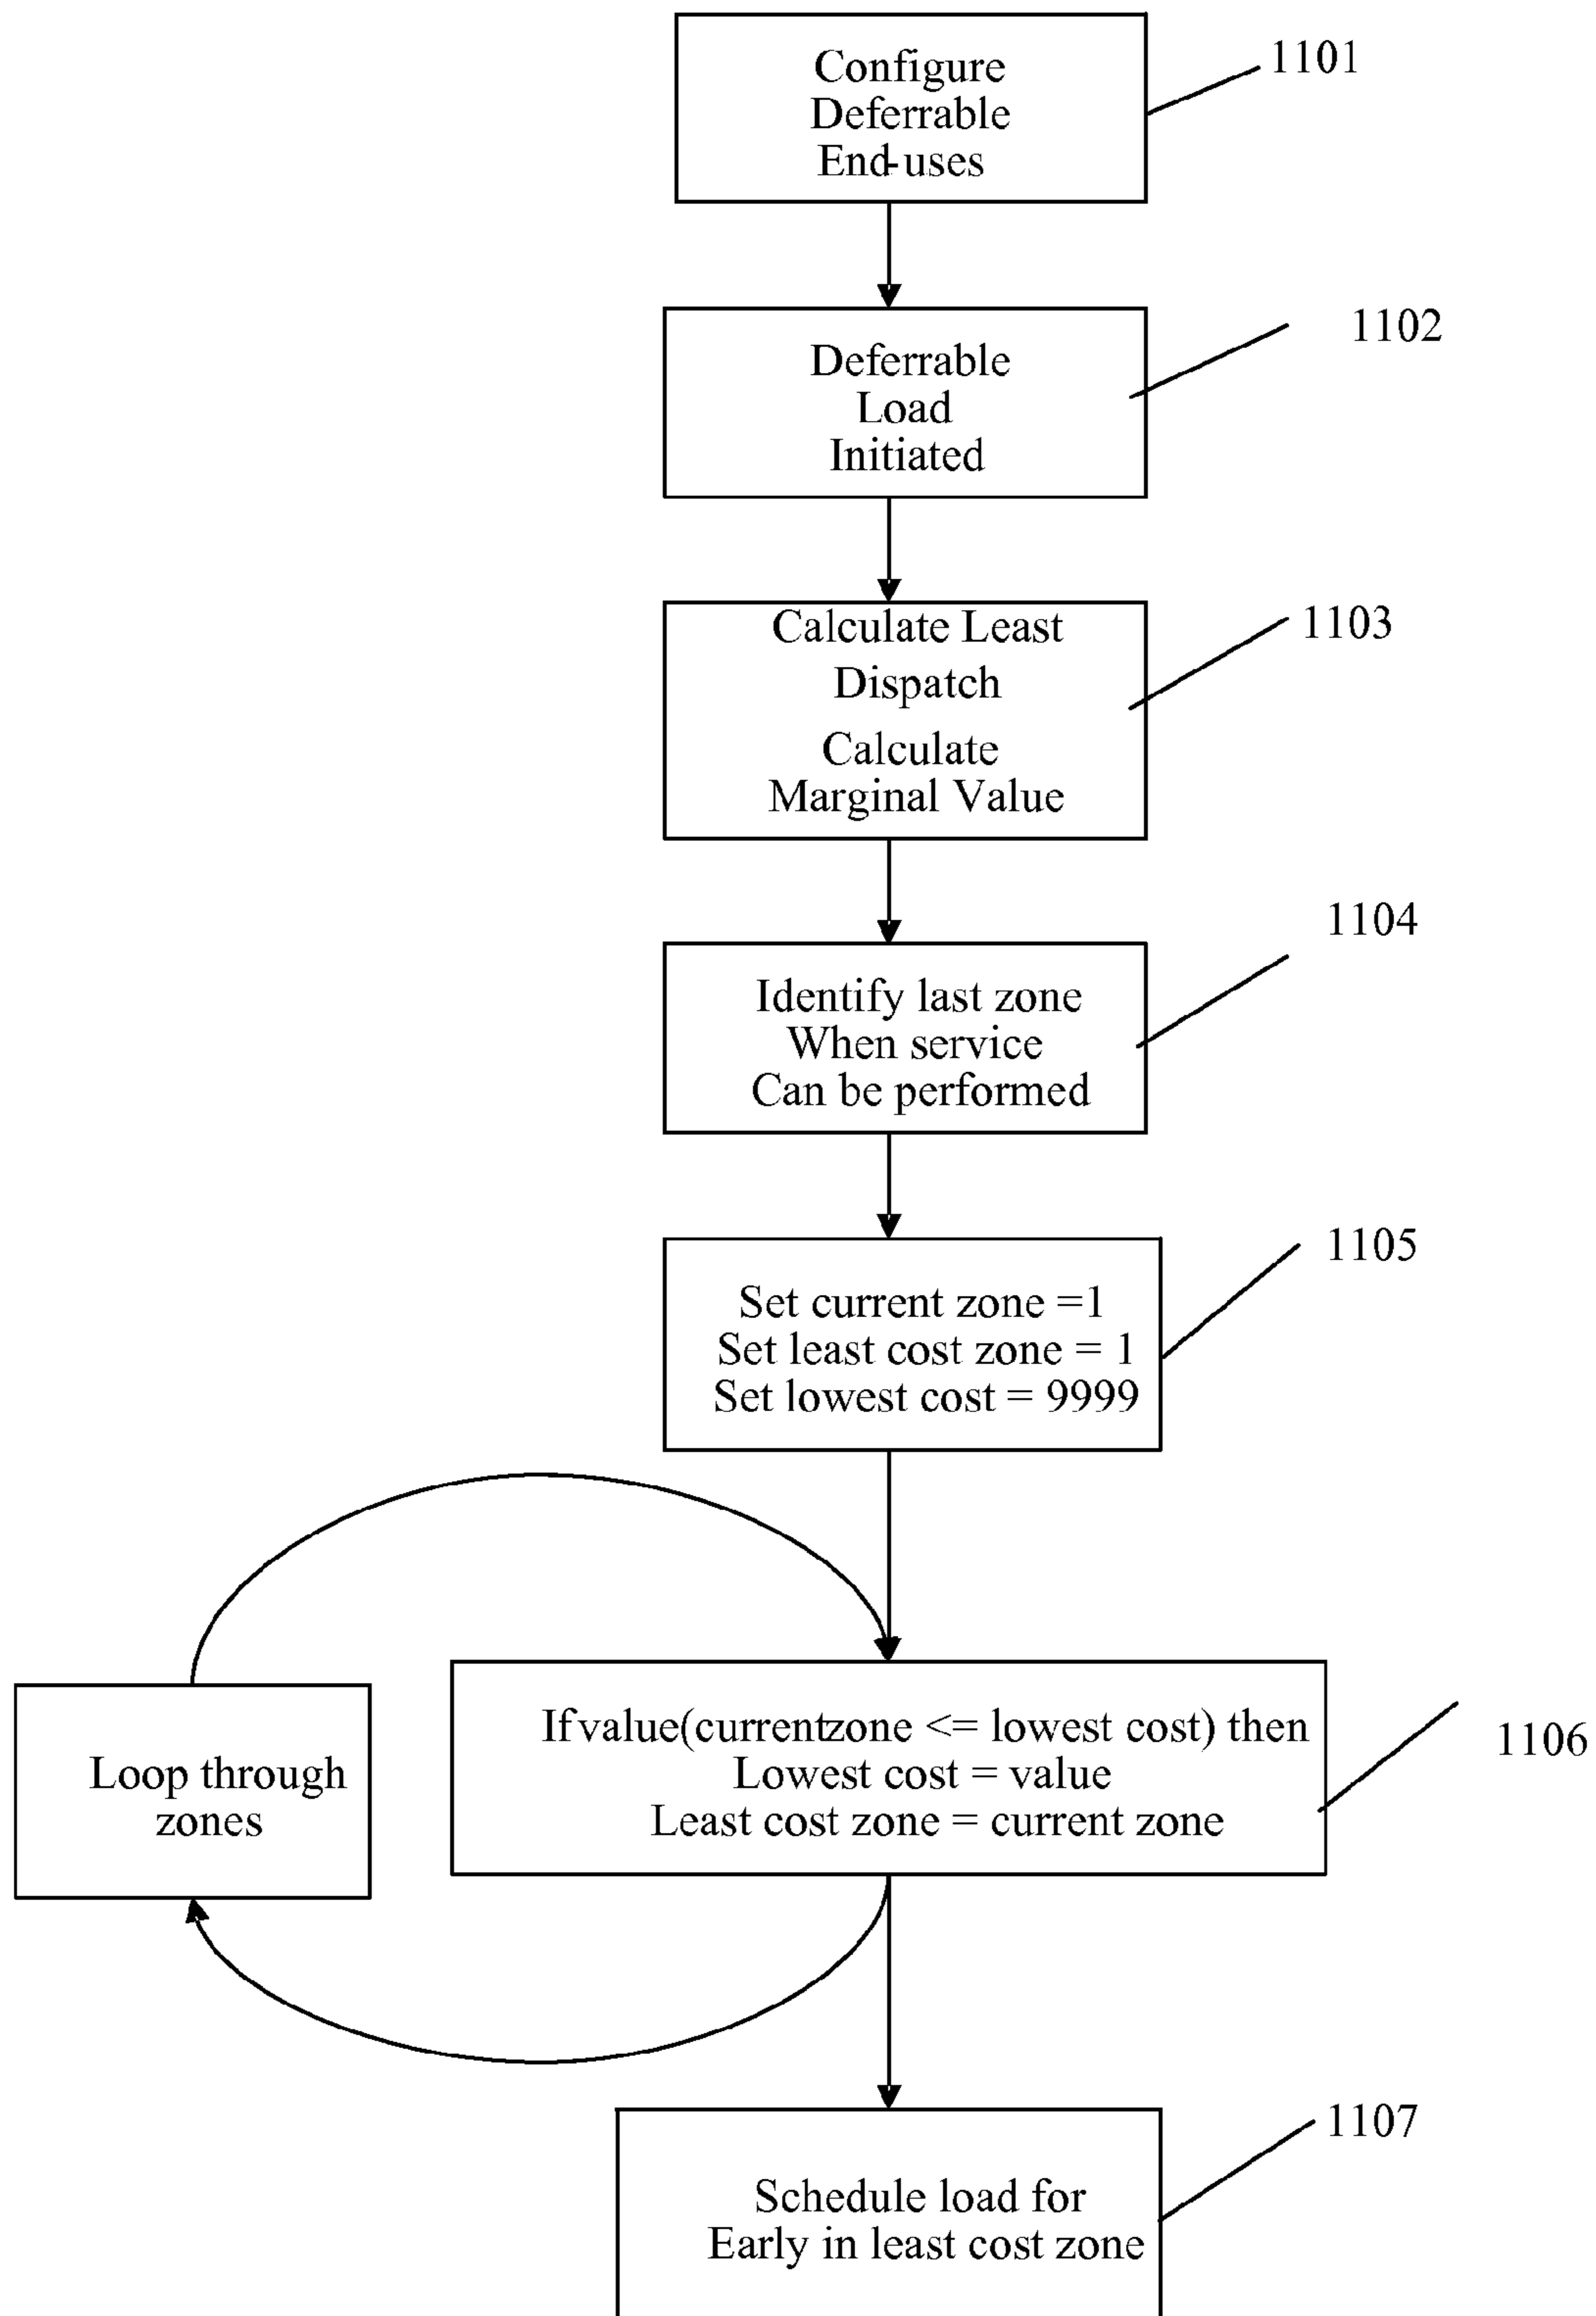 Configure
Deferrable
End-uses
1101
Deferrable
Load
Initiated
1102
Calculate Least
Dispatch
Calculate
Marginal Value
1103
Identify last zone
When service
Can be performed
1104
Set current zone =1
Set least cost zone = 1
Set lowest cost = 9999
1105
If value(currentzone <= lowest cost) then
Lowest cost = value
Least cost zone = current zone
1106
Loop through
zones
Schedule load for
Early in least cost zone
1107